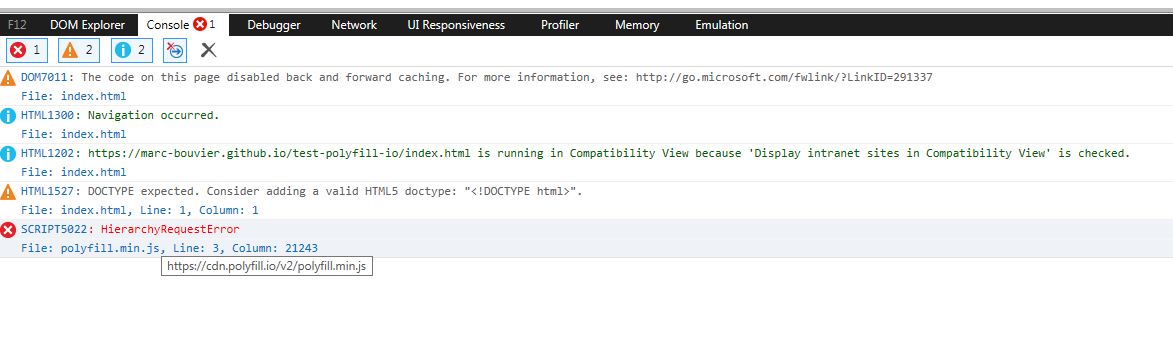 F12 DOM Explorer Console 1 Debugger Network UI Responsiveness Profiler Memory Emulation
1 2 2
DOM7011: The code on this page disabled back and forward caching. For more information, see: http://go.microsoft.com/fwlink/?LinkID=291337
File: index.html
HTML1300: Navigation occurred.
File: index.html
HTML1202: https://marc-bouvier.github.io/test-polyfill-io/index.html is running in Compatibility View because 'Display intranet sites in Compatibility View' is checked.
File: index.html
HTML1527: DOCTYPE expected. Consider adding a valid HTML5 doctype: "<!DOCTYPE html>".
File: index.html, Line: 1, Column: 1
SCRIPT5022: HierarchyRequestError
File: polyfill.min.js, Line: 3, Column: 21243
https://cdn.polyfill.io/v2/polyfill.min.js